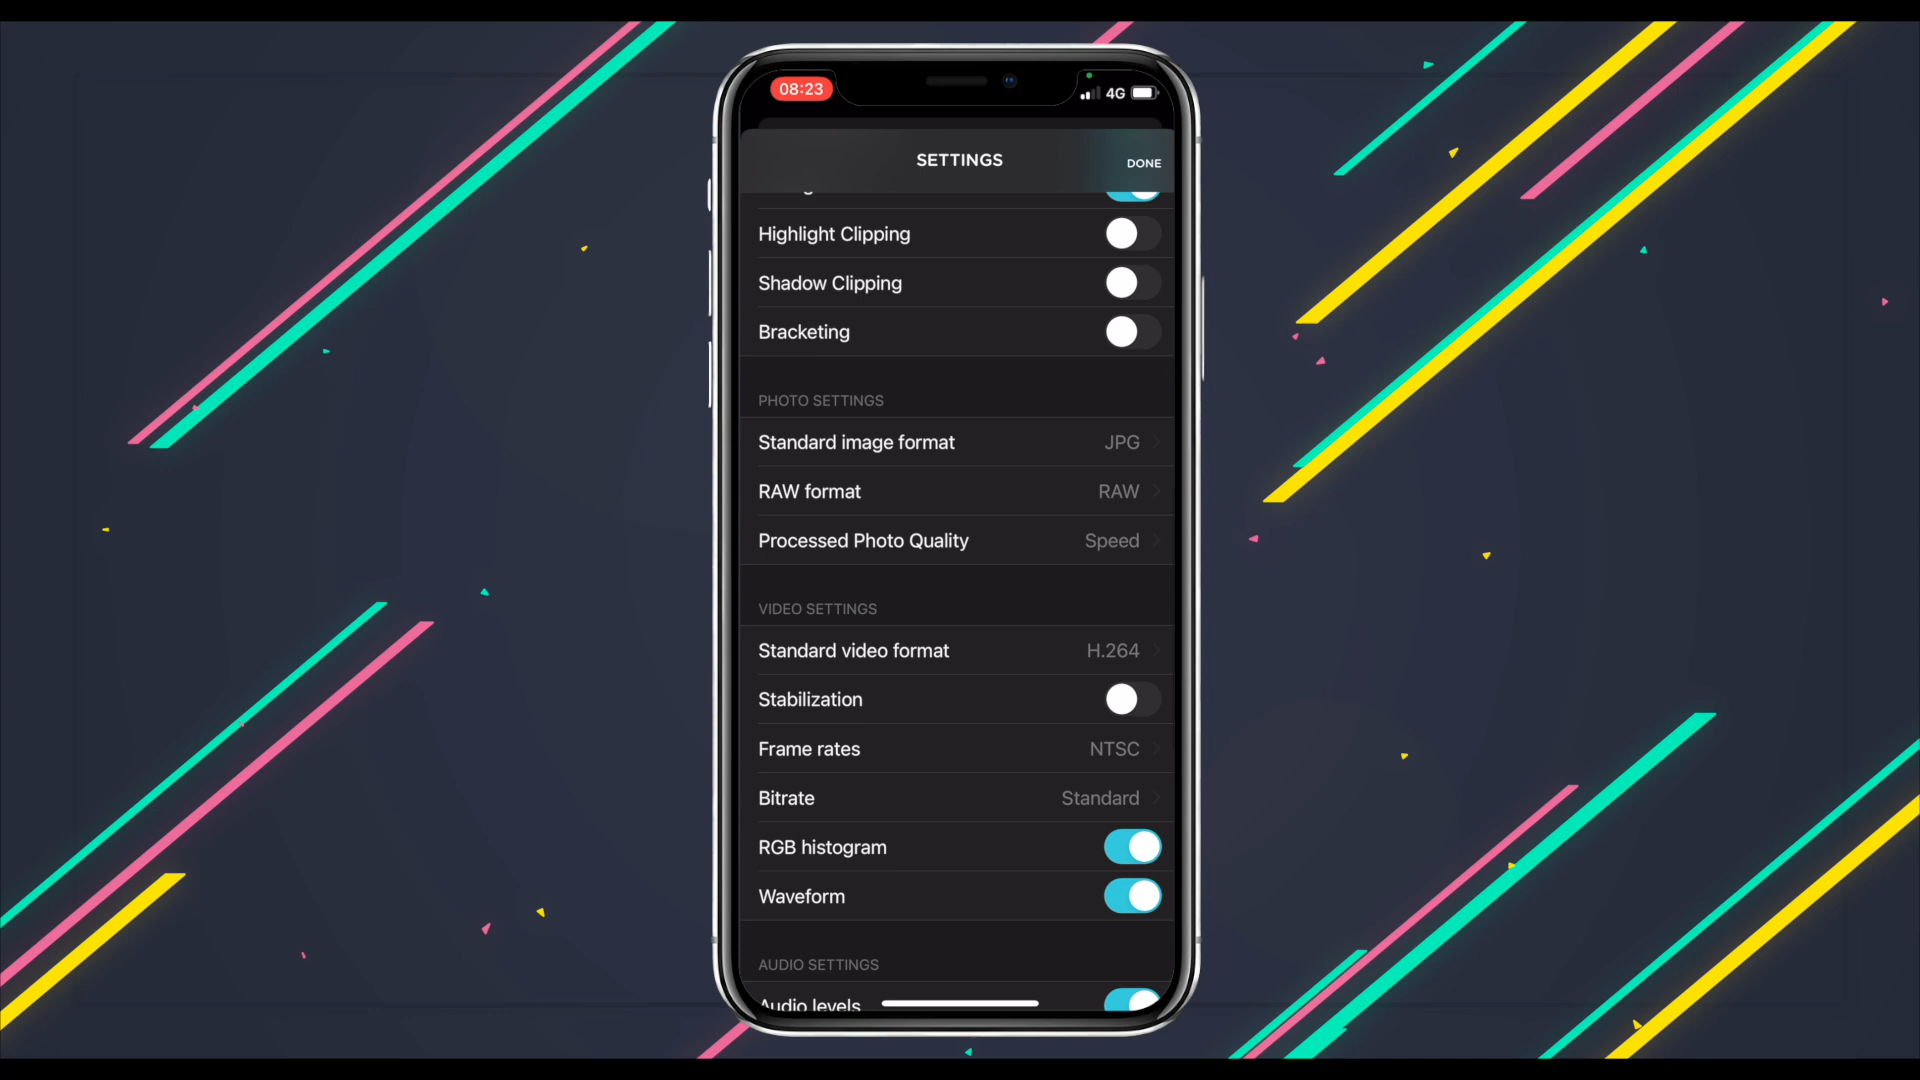 08:23
4G
SETTINGS
DONE
Highlight Clipping
Shadow Clipping
Bracketing
PHOTO SETTINGS
Standard image format JPG
RAW format RAW
Processed Photo Quality Speed
VIDEO SETTINGS
Standard video format H.264
Stabilization
Frame rates NTSC
Bitrate Standard
RGB histogram
Waveform
AUDIO SETTINGS
Audio levels